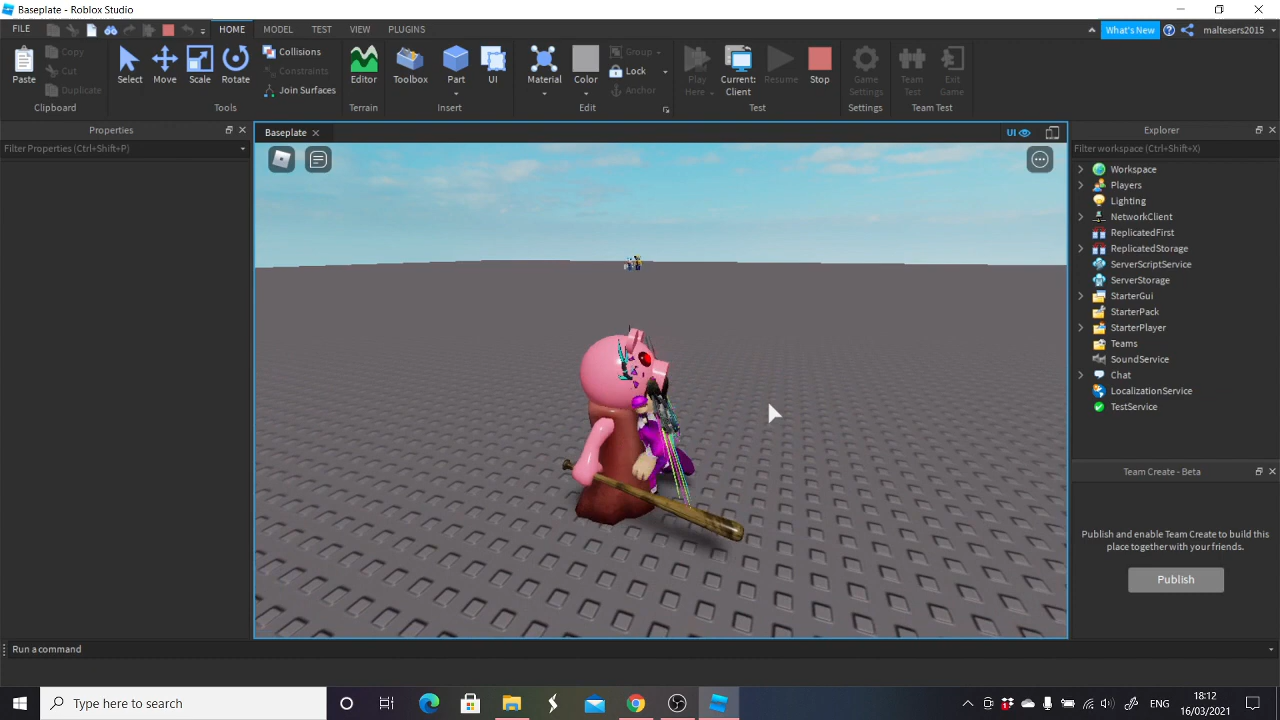 Baseplate - Roblox Studio
FILE HOME MODEL TEST VIEW PLUGINS What's New maltesers2015
Paste Copy Cut Duplicate Clipboard
Select Move Scale Rotate Collisions Constraints Join Surfaces Tools
Editor Terrain
Toolbox Part UI Insert
Material Color Group Lock Anchor Edit
Play Here Current: Client Resume Stop Test
Game Settings Settings
Team Test Exit Game Team Test
Properties
Filter Properties (Ctrl+Shift+P)
Baseplate
UI
Explorer
Filter workspace (Ctrl+Shift+X)
Workspace
Players
Lighting
NetworkClient
ReplicatedFirst
ReplicatedStorage
ServerScriptService
ServerStorage
StarterGui
StarterPack
StarterPlayer
Teams
SoundService
Chat
LocalizationService
TestService
Team Create - Beta
Publish and enable Team Create to build this
place together with your friends.
Publish
Run a command
Type here to search
ENG
18:12
16/03/2021